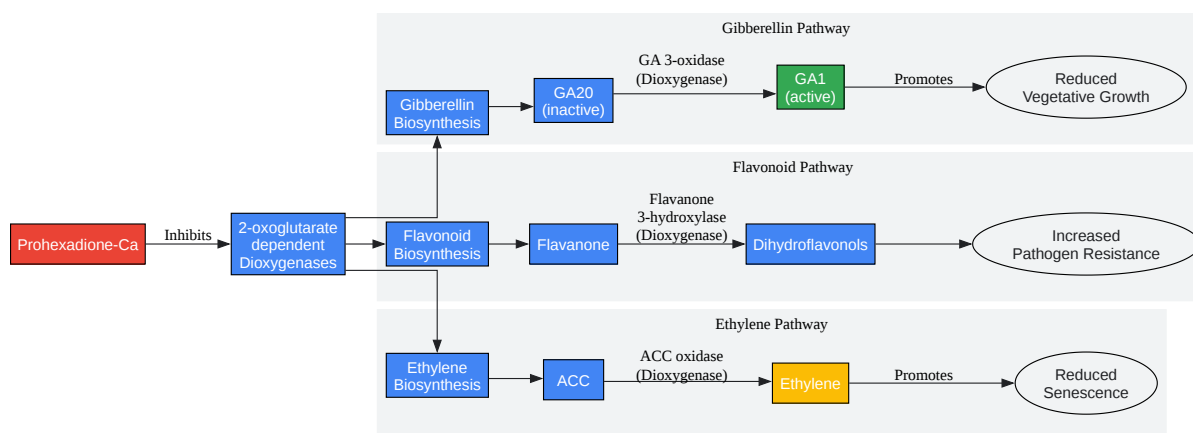 Gibberellin Pathway
GA 3-oxidase
(Dioxygenase)
Gibberellin
Biosynthesis
GA20
(inactive)
GA1
(active)
Promotes
Reduced
Vegetative Growth
Flavonoid Pathway
Prohexadione-Ca
Inhibits
2-oxoglutarate
dependent
Dioxygenases
Flavonoid
Biosynthesis
Flavanone
Flavanone
3-hydroxylase
(Dioxygenase)
Dihydroflavonols
Increased
Pathogen Resistance
Ethylene Pathway
Ethylene
Biosynthesis
ACC
ACC oxidase
(Dioxygenase)
Ethylene
Promotes
Reduced
Senescence